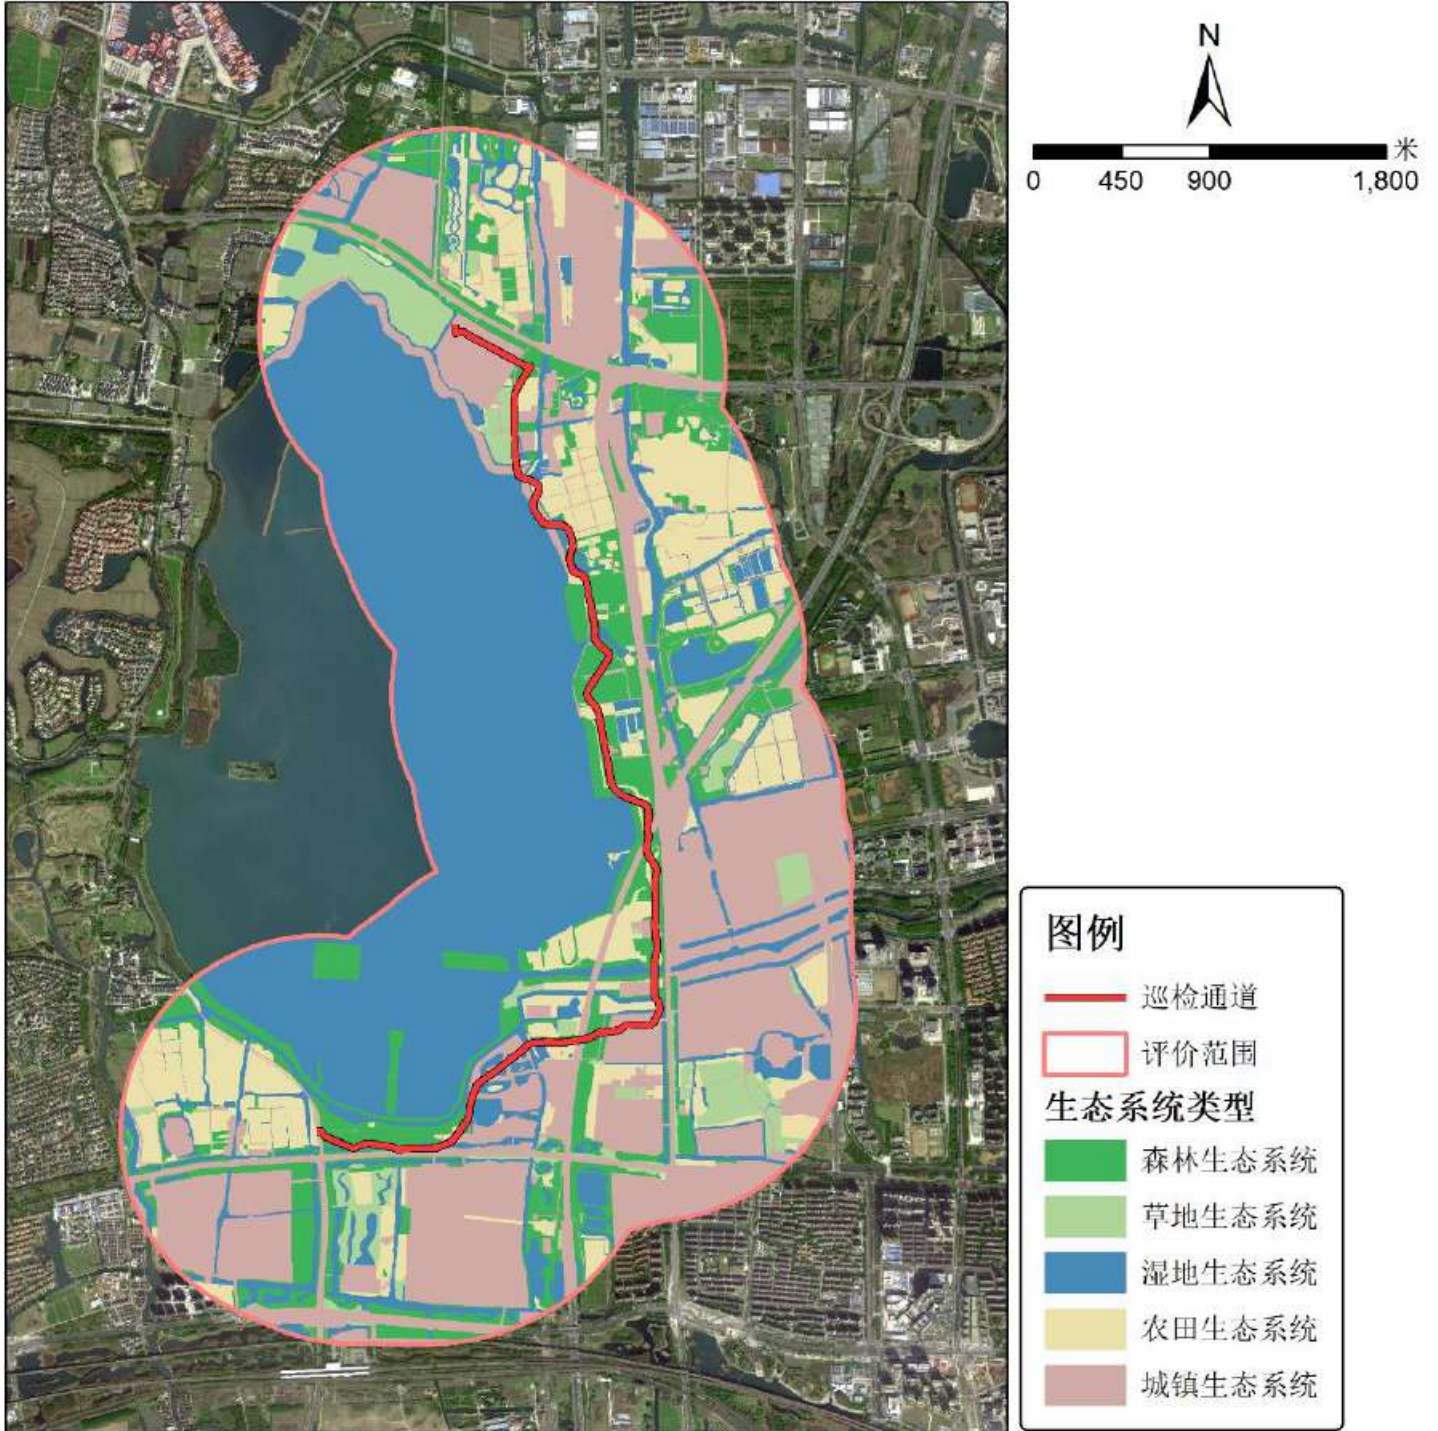 N
米
0 450 900 1,800
图例
巡检通道
评价范围
生态系统类型
森林生态系统
草地生态系统
湿地生态系统
农田生态系统
城镇生态系统